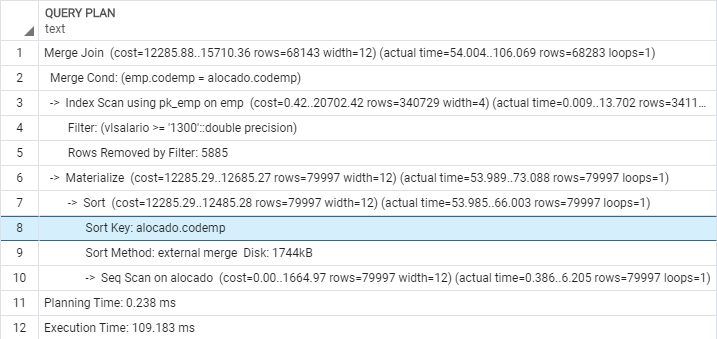 QUERY PLAN
text
1 Merge Join (cost=12285.88..15710.36 rows=68143 width=12) (actual time=54.004..106.069 rows=68283 loops=1)
2 Merge Cond: (emp.codemp = alocado.codemp)
3 -> Index Scan using pk_emp on emp (cost=0.42..20702.42 rows=340729 width=4) (actual time=0.009..13.702 rows=3411...
4 Filter: (vlsalario >= '1300'::double precision)
5 Rows Removed by Filter: 5885
6 -> Materialize (cost=12285.29..12685.27 rows=79997 width=12) (actual time=53.989..73.088 rows=79997 loops=1)
7 -> Sort (cost=12285.29..12485.28 rows=79997 width=12) (actual time=53.985..66.003 rows=79997 loops=1)
8 Sort Key: alocado.codemp
9 Sort Method: external merge Disk: 1744kB
10 -> Seq Scan on alocado (cost=0.00..1664.97 rows=79997 width=12) (actual time=0.386..6.205 rows=79997 loops=1)
11 Planning Time: 0.238 ms
12 Execution Time: 109.183 ms